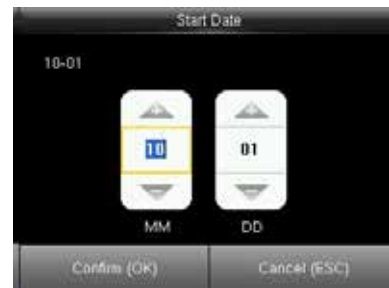 Start Date
10-01
10 01
MM DD
Confirm (OK) Cancel (ESC)